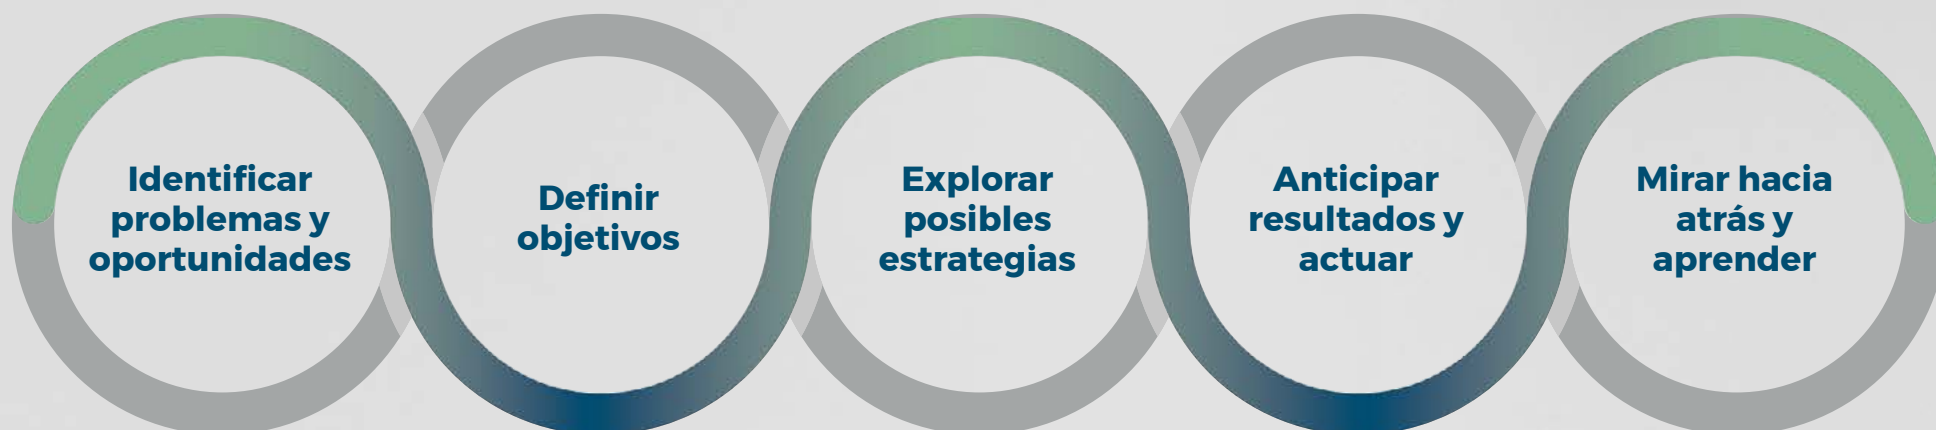 Identificar
problemas y
oportunidades
Definir
objetivos
Explorar
posibles
estrategias
Anticipar
resultados y
actuar
Mirar hacia
atrás y
aprender